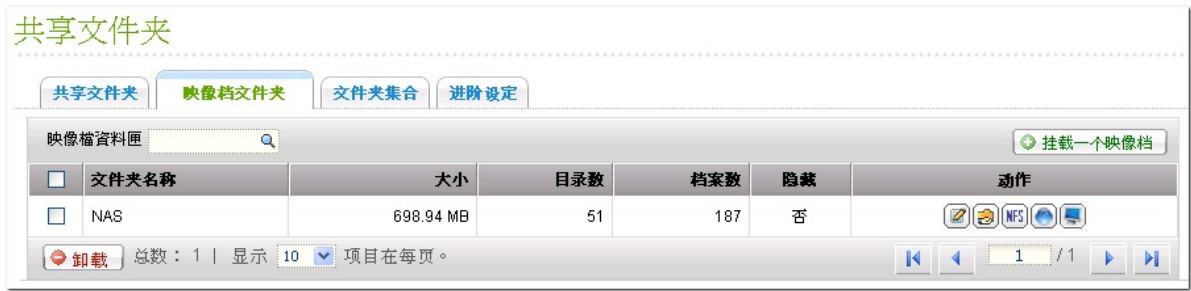 共享文件夹
共享文件夹 映像档文件夹 文件夹集合 进阶设定
映像檔資料匣 挂载一个映像档
文件夹名称 大小 目录数 档案数 隐藏 动作
NAS 698.94 MB 51 187 否 NFS
卸载 总数：1 | 显示 10 项目在每页。 1 / 1